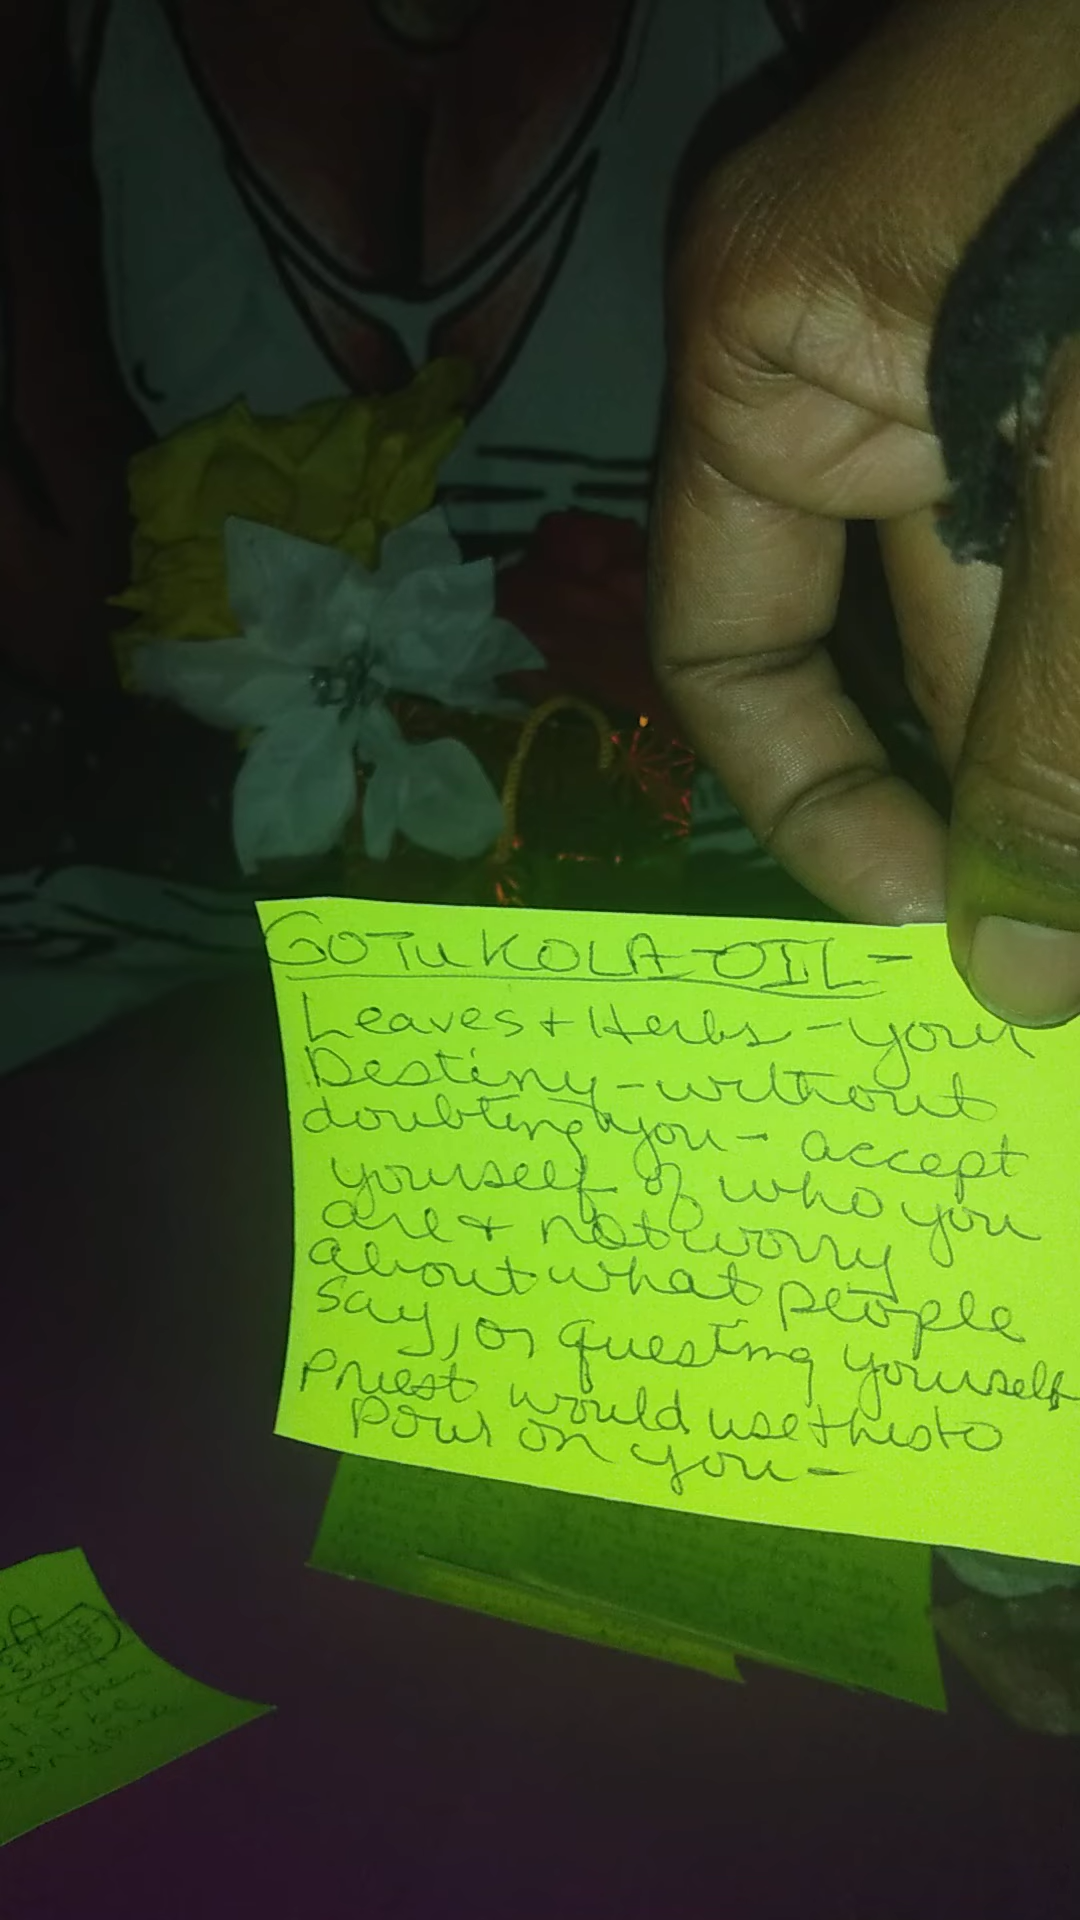 GOTU KOLA-OIL-
Leaves + Herbs - your
Destiny - without
doubting you - accept
yourself of who you
are + not worry
about what people
say, or questing yourself
Priest would use this to
Pour on you -